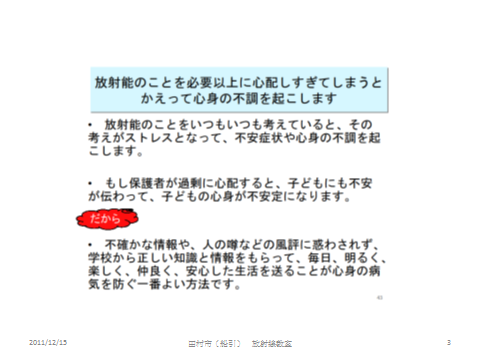 放射能のことを必要以上に心配しすぎてしまうと
かえって心身の不調を起こします
• 放射能のことをいつもいつも考えていると、その
考えがストレスとなって、不安症状や心身の不調を起
こします。
• もし保護者が過剰に心配すると、子どもにも不安
が伝わって、子どもの心身が不安定になります。
だから
• 不確かな情報や、人の噂などの風評に惑わされず、
学校から正しい知識と情報をもらって、毎日、明るく、
楽しく、仲良く、安心した生活を送ることが心身の病
気を防ぐ一番よい方法です。
2011/12/15 田村市〔船引〕 放射線教室 3